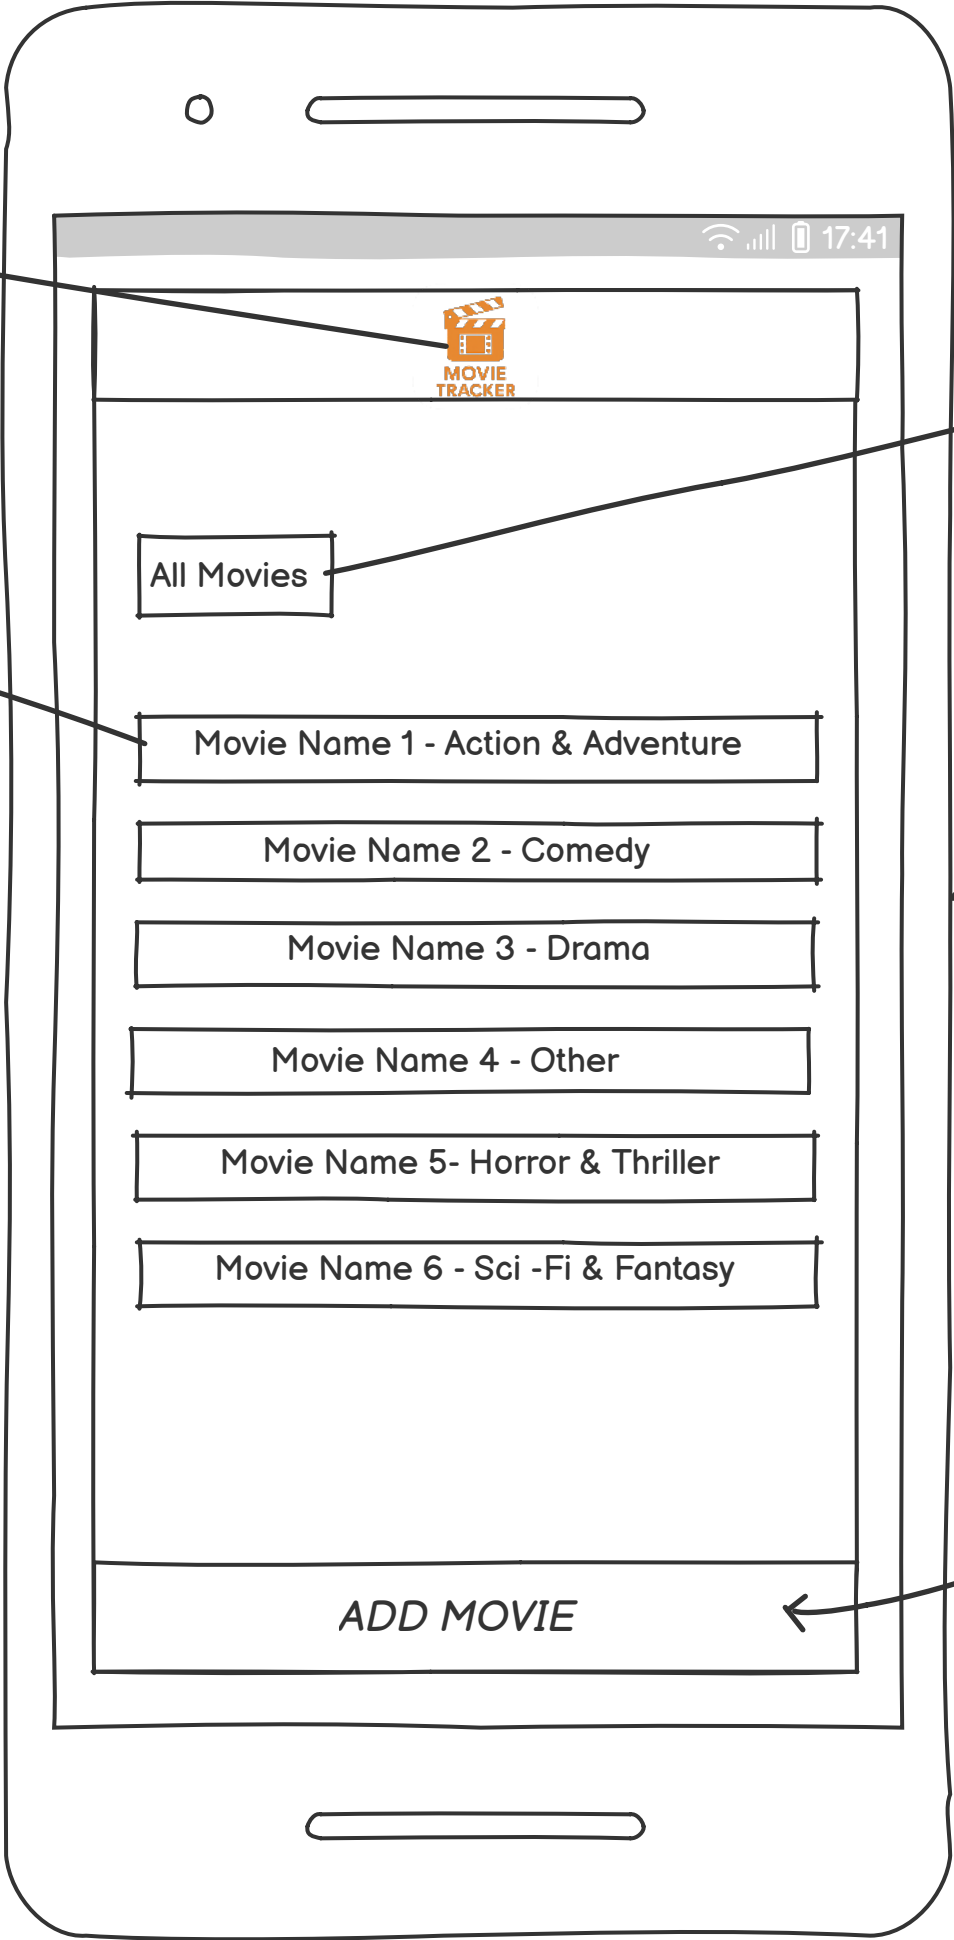 17:41
MOVIE
TRACKER
All Movies
Movie Name 1 - Action & Adventure
Movie Name 2 - Comedy
Movie Name 3 - Drama
Movie Name 4 - Other
Movie Name 5- Horror & Thriller
Movie Name 6 - Sci -Fi & Fantasy
ADD MOVIE